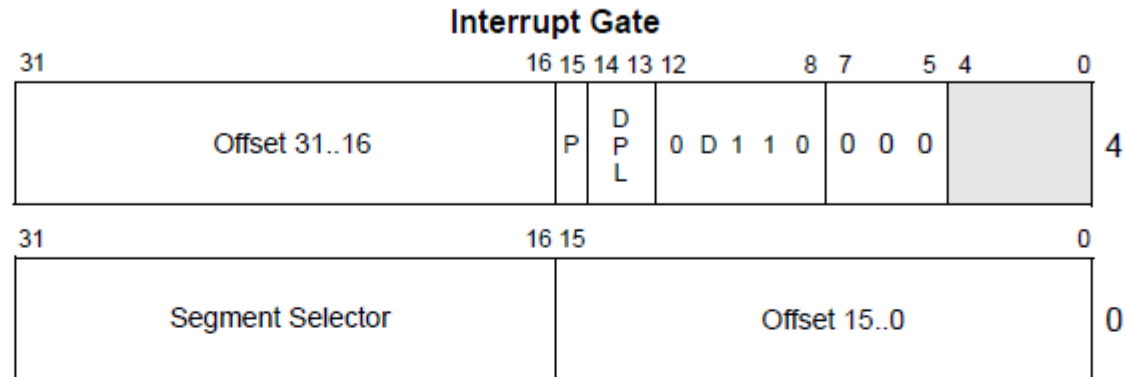 Interrupt Gate
31 16 15 14 13 12 8 7 5 4 0
Offset 31..16 P DPL 0 D 1 1 0 0 0 0 4
31 16 15 0
Segment Selector Offset 15..0 0